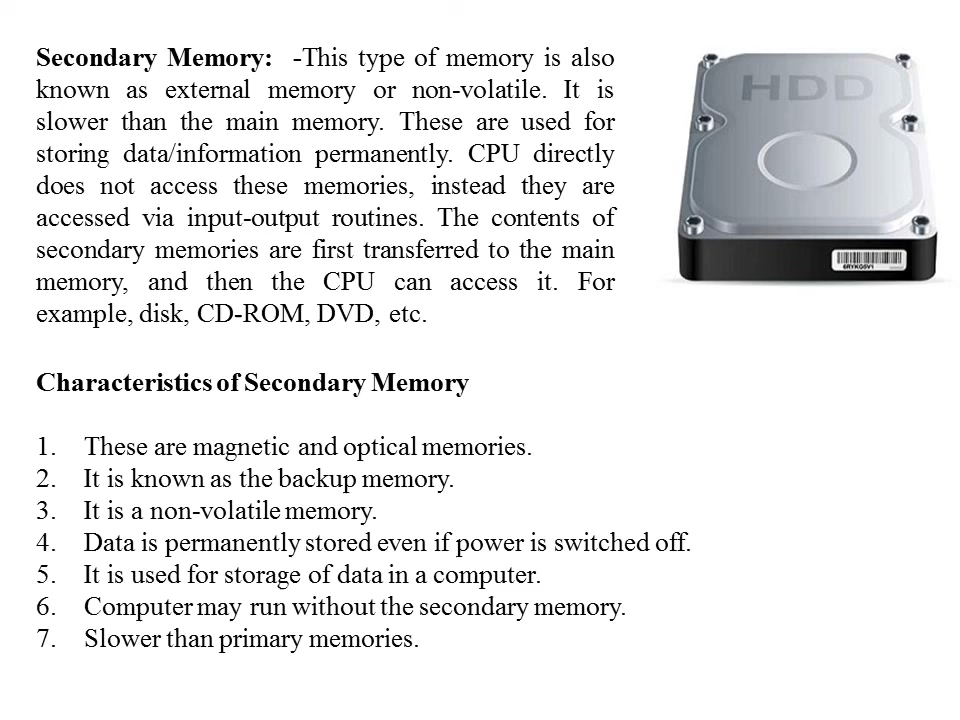 Secondary Memory: -This type of memory is also
known as external memory or non-volatile. It is
slower than the main memory. These are used for
storing data/information permanently. CPU directly
does not access these memories, instead they are
accessed via input-output routines. The contents of
secondary memories are first transferred to the main
memory, and then the CPU can access it. For
example, disk, CD-ROM, DVD, etc.
HDD
6RYKG5V1
Characteristics of Secondary Memory
1. These are magnetic and optical memories.
2. It is known as the backup memory.
3. It is a non-volatile memory.
4. Data is permanently stored even if power is switched off.
5. It is used for storage of data in a computer.
6. Computer may run without the secondary memory.
7. Slower than primary memories.